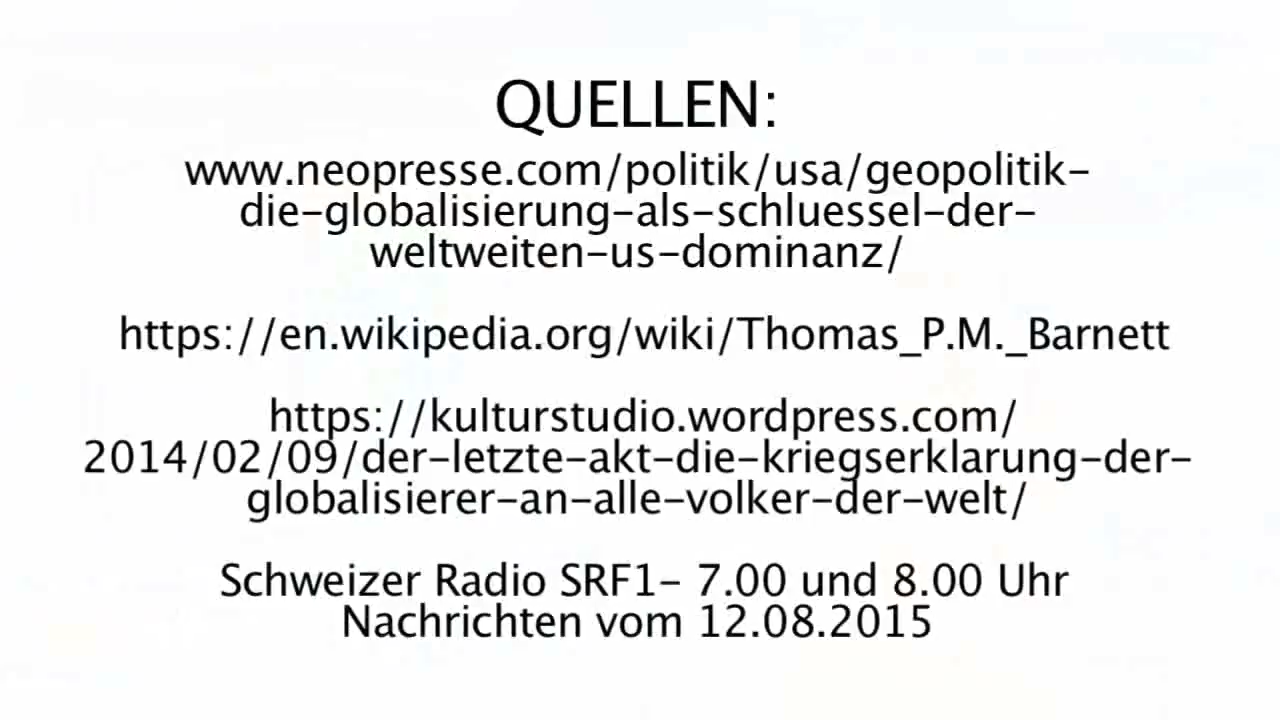 QUELLEN:
www.neopresse.com/politik/usa/geopolitik-
die-globalisierung-als-schluessel-der-
weltweiten-us-dominanz/
https://en.wikipedia.org/wiki/Thomas_P.M._Barnett
https://kulturstudio.wordpress.com/
2014/02/09/der-letzte-akt-die-kriegserklarung-der-
globalisierer-an-alle-volker-der-welt/
Schweizer Radio SRF1- 7.00 und 8.00 Uhr
Nachrichten vom 12.08.2015